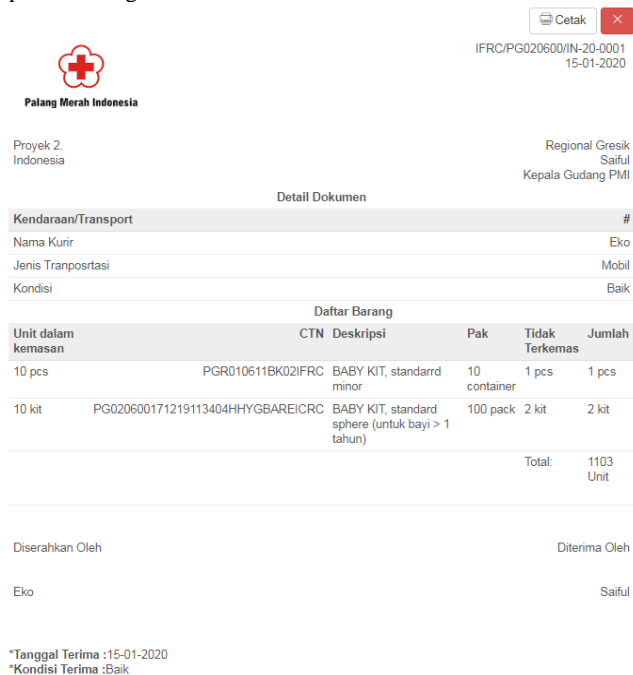 Cetak ×
IFRC/PG020600/IN-20-0001
15-01-2020
Palang Merah Indonesia
Proyek 2.
Indonesia
Regional Gresik
Saiful
Kepala Gudang PMI
Detail Dokumen
Kendaraan/Transport #
Nama Kurir Eko
Jenis Tranposrtasi Mobil
Kondisi Baik
Daftar Barang
Unit dalam kemasan CTN Deskripsi Pak Tidak Terkemas Jumlah
10 pcs PGR010611BK02IFRC BABY KIT, standarrd minor 10 container 1 pcs 1 pcs
10 kit PG020600171219113404HHYGBAREICRC BABY KIT, standard sphere (untuk bayi > 1 tahun) 100 pack 2 kit 2 kit
Total: 1103 Unit
Diserahkan Oleh Diterima Oleh
Eko Saiful
*Tanggal Terima :15-01-2020
*Kondisi Terima :Baik